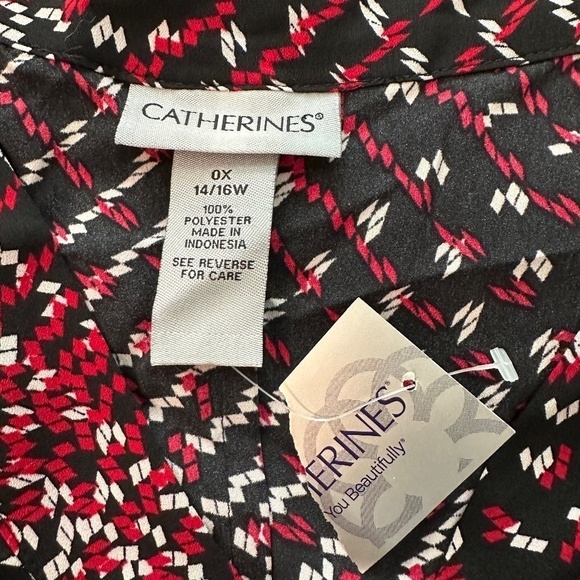 CATHERINES®
0X
14/16W
100%
POLYESTER
MADE IN
INDONESIA
SEE REVERSE
FOR CARE
HERINES®
You Beautifully®